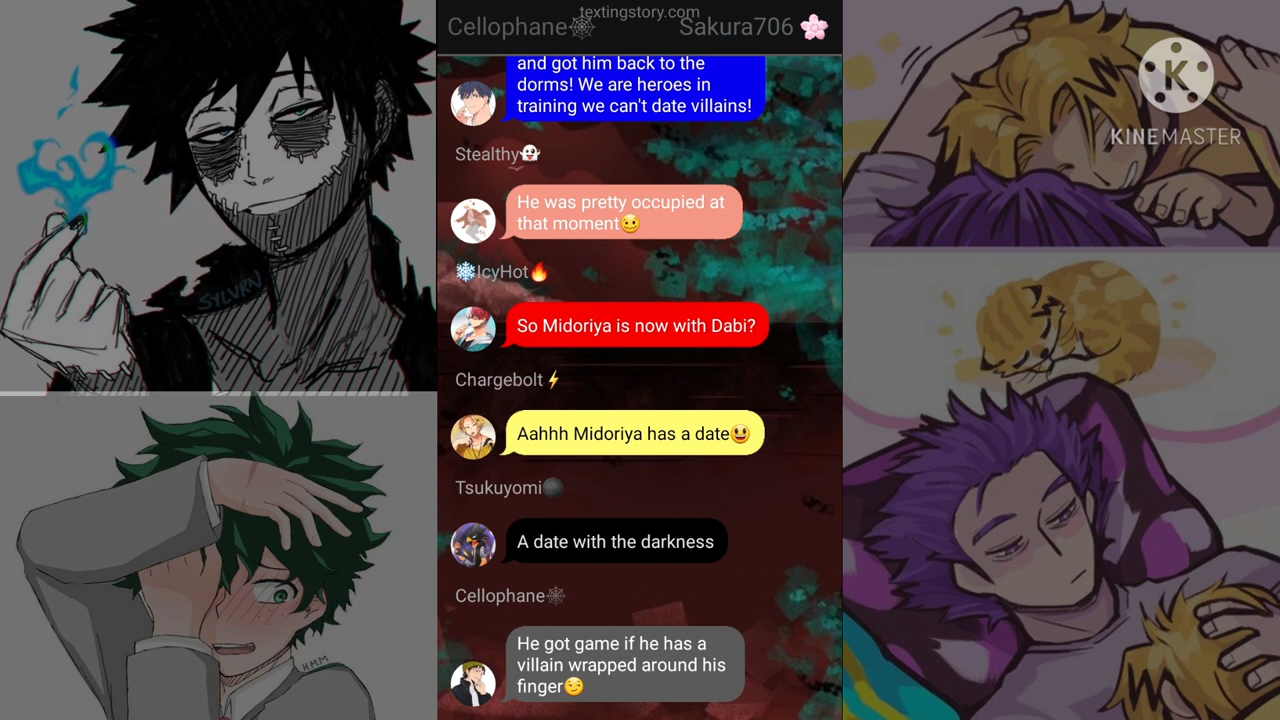 textingstory.com
Cellophane🕸 Sakura706 🌸
and got him back to the
dorms! We are heroes in
training we can't date villains!
Stealthy👻
He was pretty occupied at
that moment🥴
❄IcyHot🔥
So Midoriya is now with Dabi?
Chargebolt⚡
Aahhh Midoriya has a date😃
Tsukuyomi🌑
A date with the darkness
Cellophane🕸
He got game if he has a
villain wrapped around his
finger😏
SYLVRN
H.M.M
K
KINEMASTER